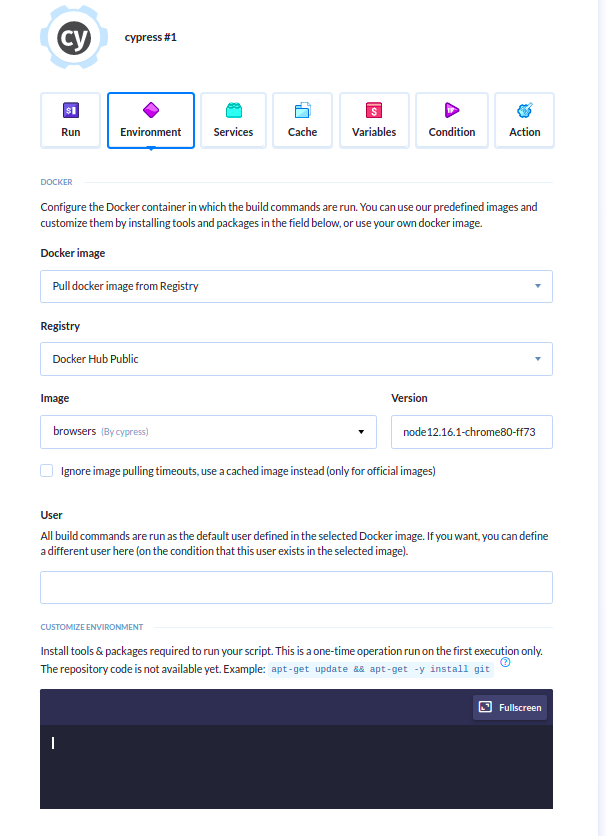 cy
cypress #1
$
Run
Environment
Services
Cache
$
Variables
Condition
Action
DOCKER
Configure the Docker container in which the build commands are run. You can use our predefined images and
customize them by installing tools and packages in the field below, or use your own docker image.
Docker image
Pull docker image from Registry
Registry
Docker Hub Public
Image
Version
browsers (By cypress)
node12.16.1-chrome80-ff73
Ignore image pulling timeouts, use a cached image instead (only for official images)
User
All build commands are run as the default user defined in the selected Docker image. If you want, you can define
a different user here (on the condition that this user exists in the selected image).
CUSTOMIZE ENVIRONMENT
Install tools & packages required to run your script. This is a one-time operation run on the first execution only.
The repository code is not available yet. Example: apt-get update && apt-get -y install git ?
Fullscreen